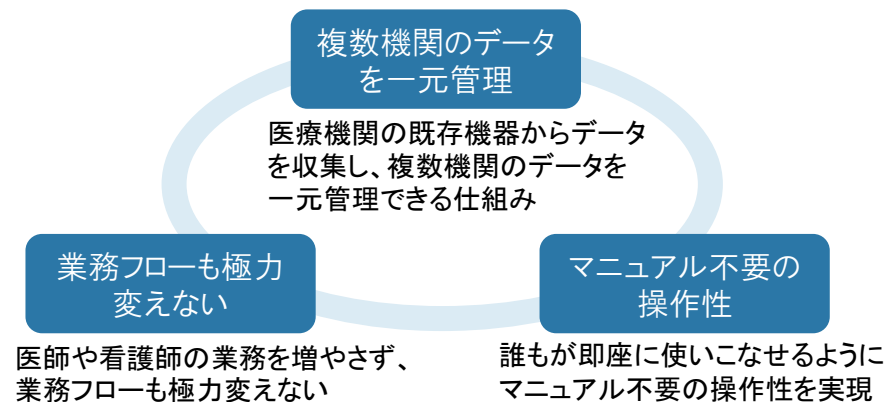 複数機関のデータ
を一元管理
医療機関の既存機器からデータ
を収集し、複数機関のデータを
一元管理できる仕組み
業務フローも極力
変えない
医師や看護師の業務を増やさず、
業務フローも極力変えない
マニュアル不要の
操作性
誰もが即座に使いこなせるように
マニュアル不要の操作性を実現